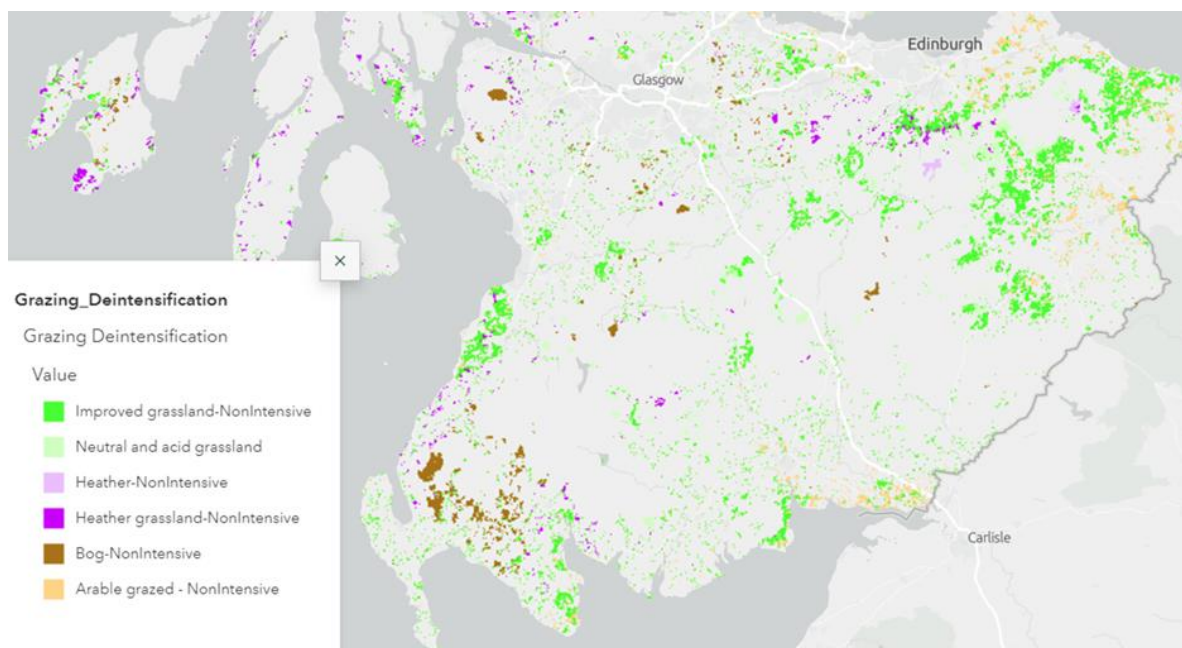 Edinburgh
Glasgow
×
Grazing_Deintensification
Grazing Deintensification
Value
Improved grassland-NonIntensive
Neutral and acid grassland
Heather-NonIntensive
Heather grassland-NonIntensive
Bog-NonIntensive
Arable grazed - NonIntensive
Carlisle